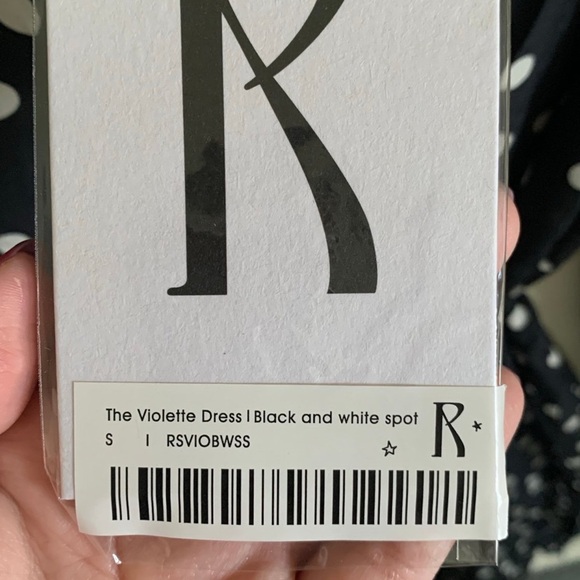 R
The Violette Dress | Black and white spot
S | RSVIOBWSS
R